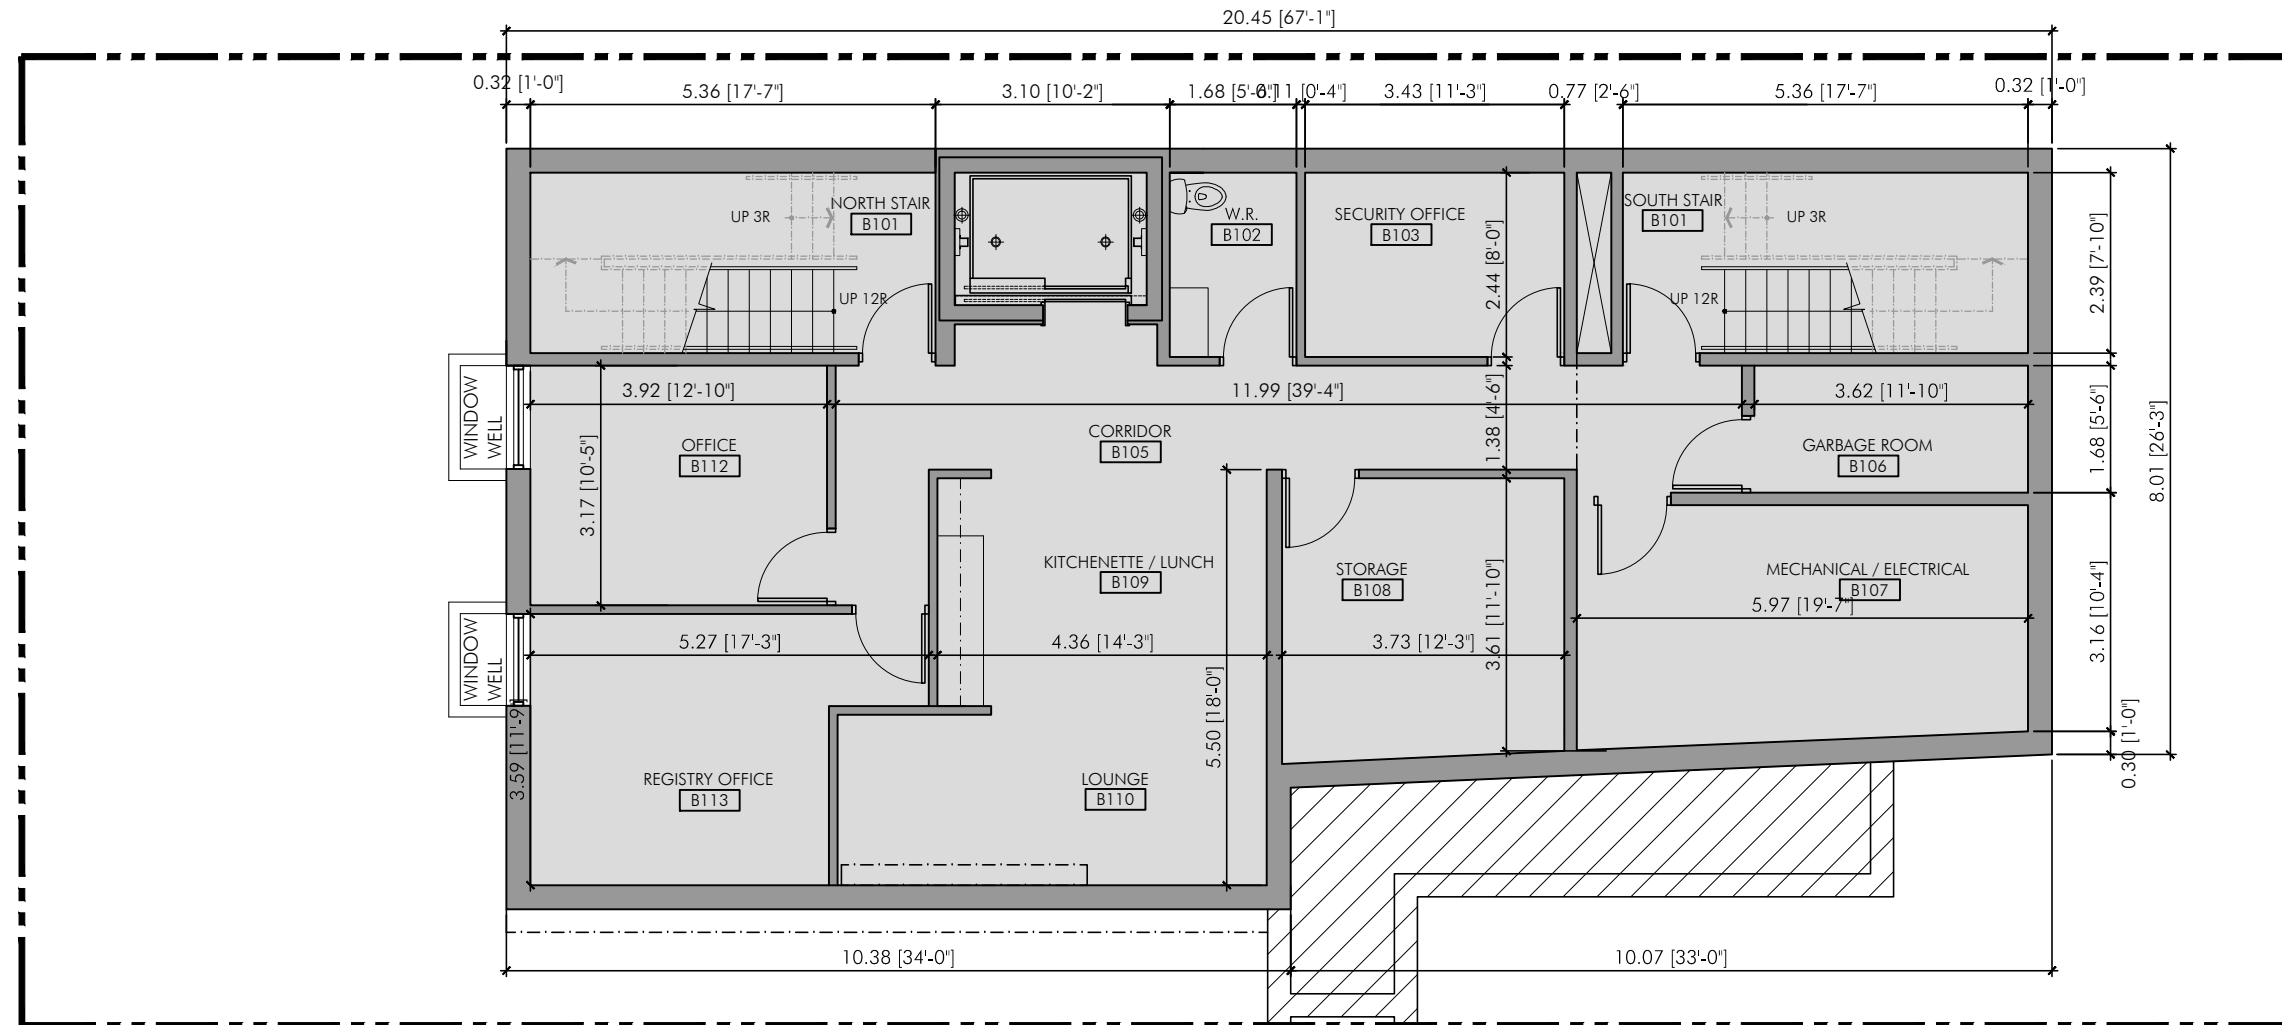 20.45 [67'-1"]
0.32 [1'-0"]
5.36 [17'-7"]
3.10 [10'-2"]
1.68 [5'-6"]
0.11 [0'-4"]
3.43 [11'-3"]
0.77 [2'-6"]
5.36 [17'-7"]
0.32 [1'-0"]
NORTH STAIR
B101
UP 3R
UP 12R
W.R.
B102
SECURITY OFFICE
B103
2.44 [8'-0"]
SOUTH STAIR
B101
UP 3R
UP 12R
2.39 [7'-10"]
WINDOW
WELL
3.92 [12'-10"]
11.99 [39'-4"]
3.62 [11'-10"]
OFFICE
B112
3.17 [10'-5"]
CORRIDOR
B105
1.38 [4'-6"]
GARBAGE ROOM
B106
1.68 [5'-6"]
8.01 [26'-3"]
KITCHENETTE / LUNCH
B109
STORAGE
B108
3.61 [11'-10"]
MECHANICAL / ELECTRICAL
B107
5.97 [19'-7"]
3.16 [10'-4"]
WINDOW
WELL
5.27 [17'-3"]
4.36 [14'-3"]
3.73 [12'-3"]
3.59 [11'-9
5.50 [18'-0"]
0.30 [1'-0"]
REGISTRY OFFICE
B113
LOUNGE
B110
10.38 [34'-0"]
10.07 [33'-0"]